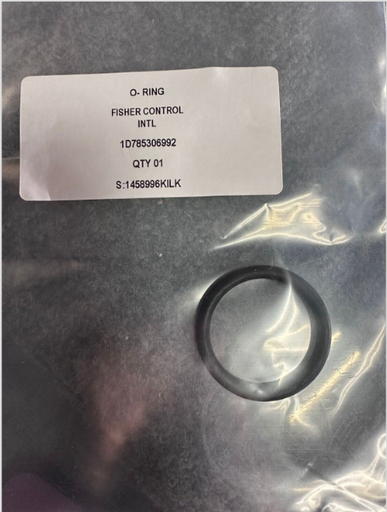 O- RING
FISHER CONTROL
INTL
1D785306992
QTY 01
S:1458996KILK